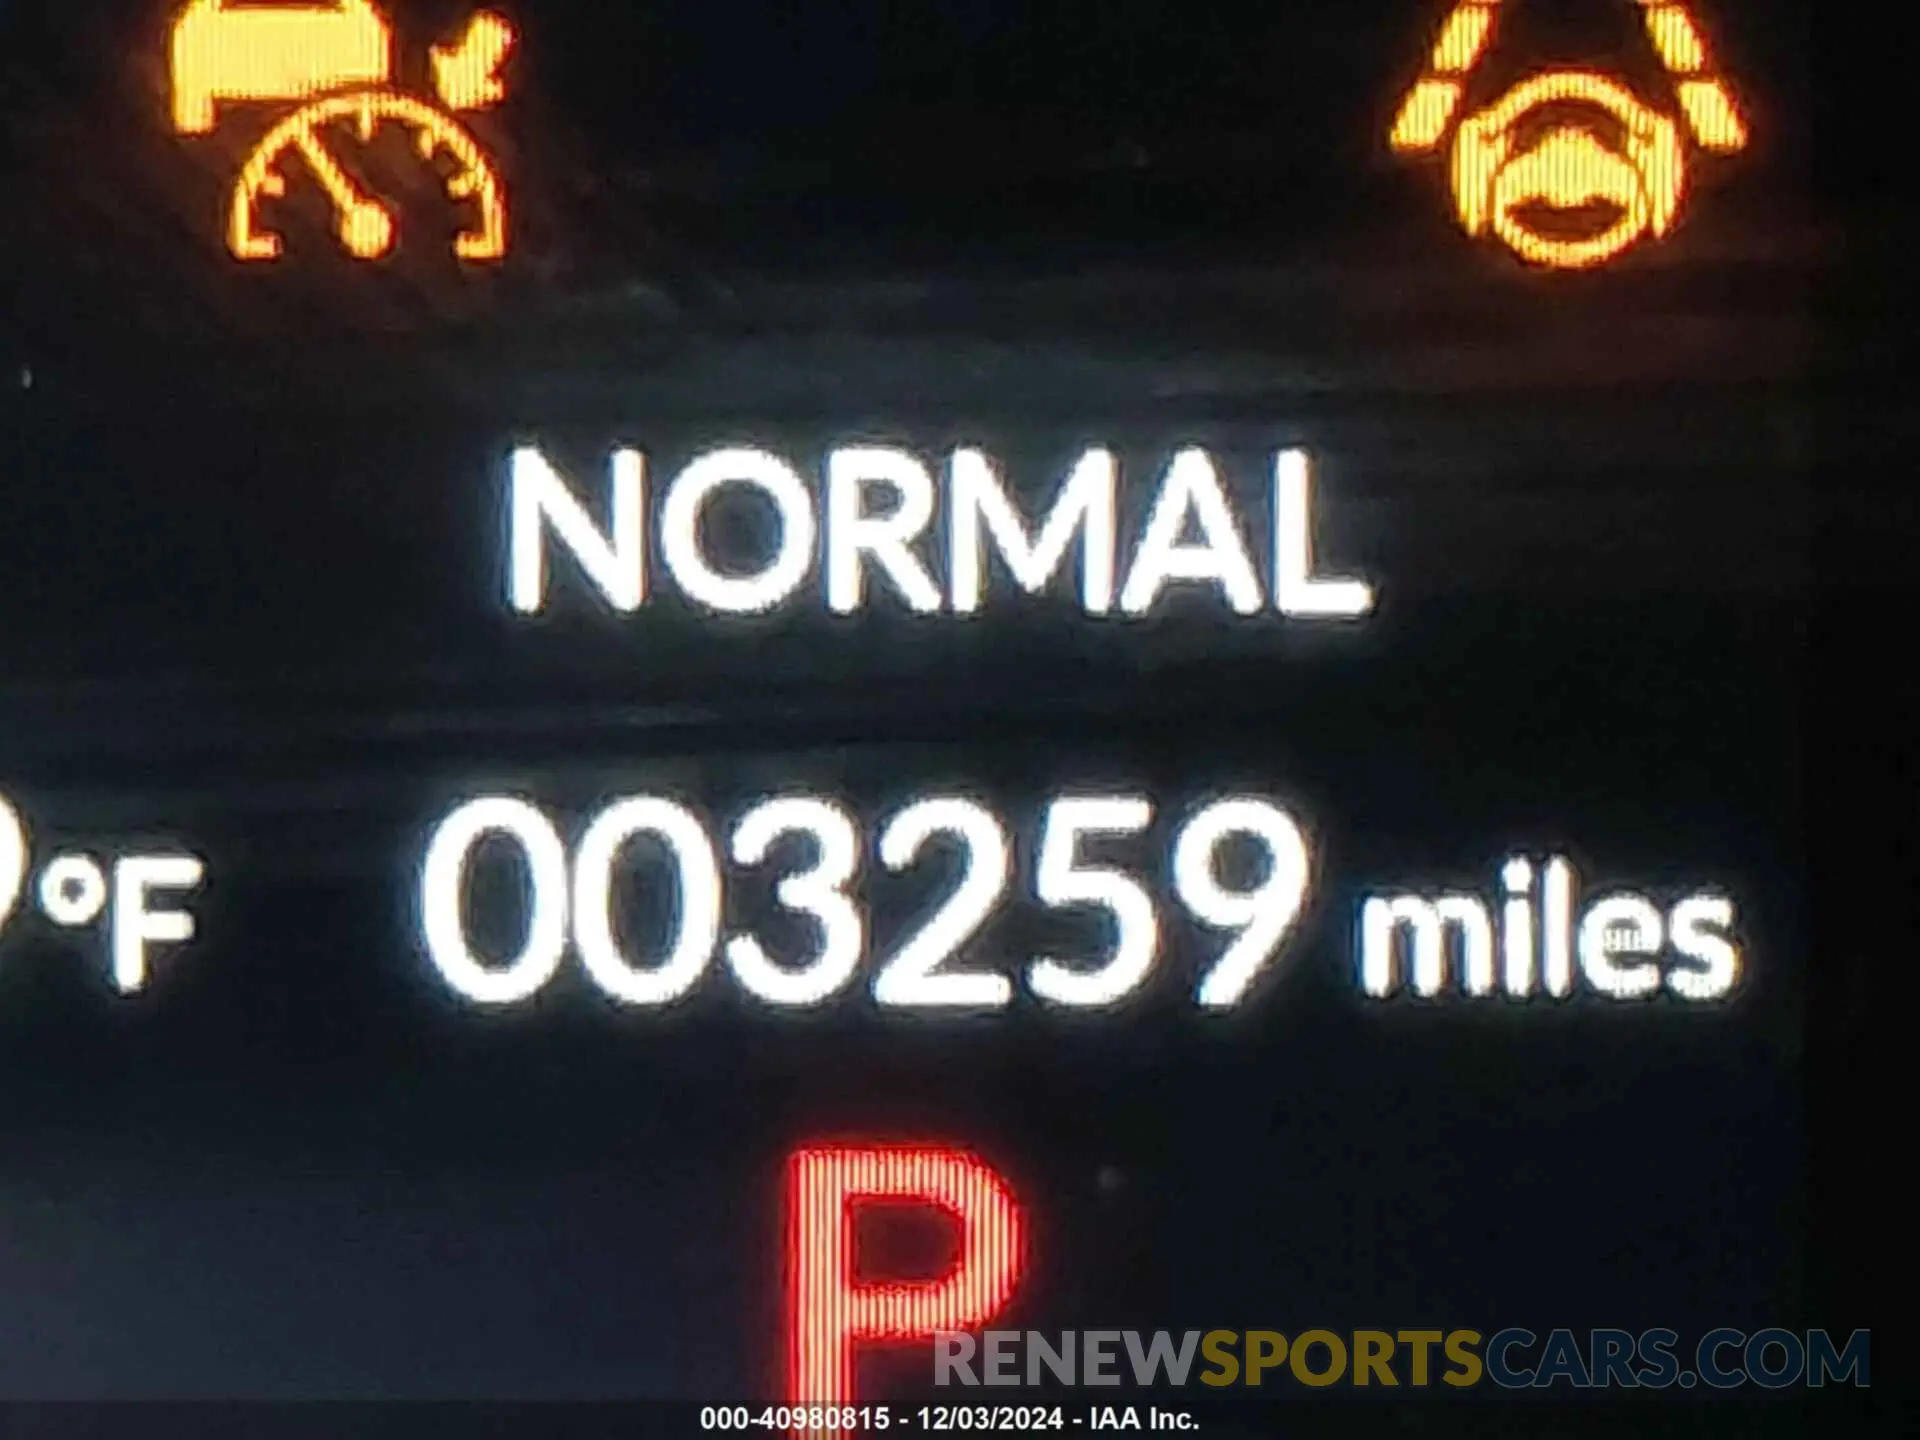 NORMAL
°F 003259 miles
P
RENEWSPORTSCARS.COM
000-40980815 - 12/03/2024 - IAA Inc.